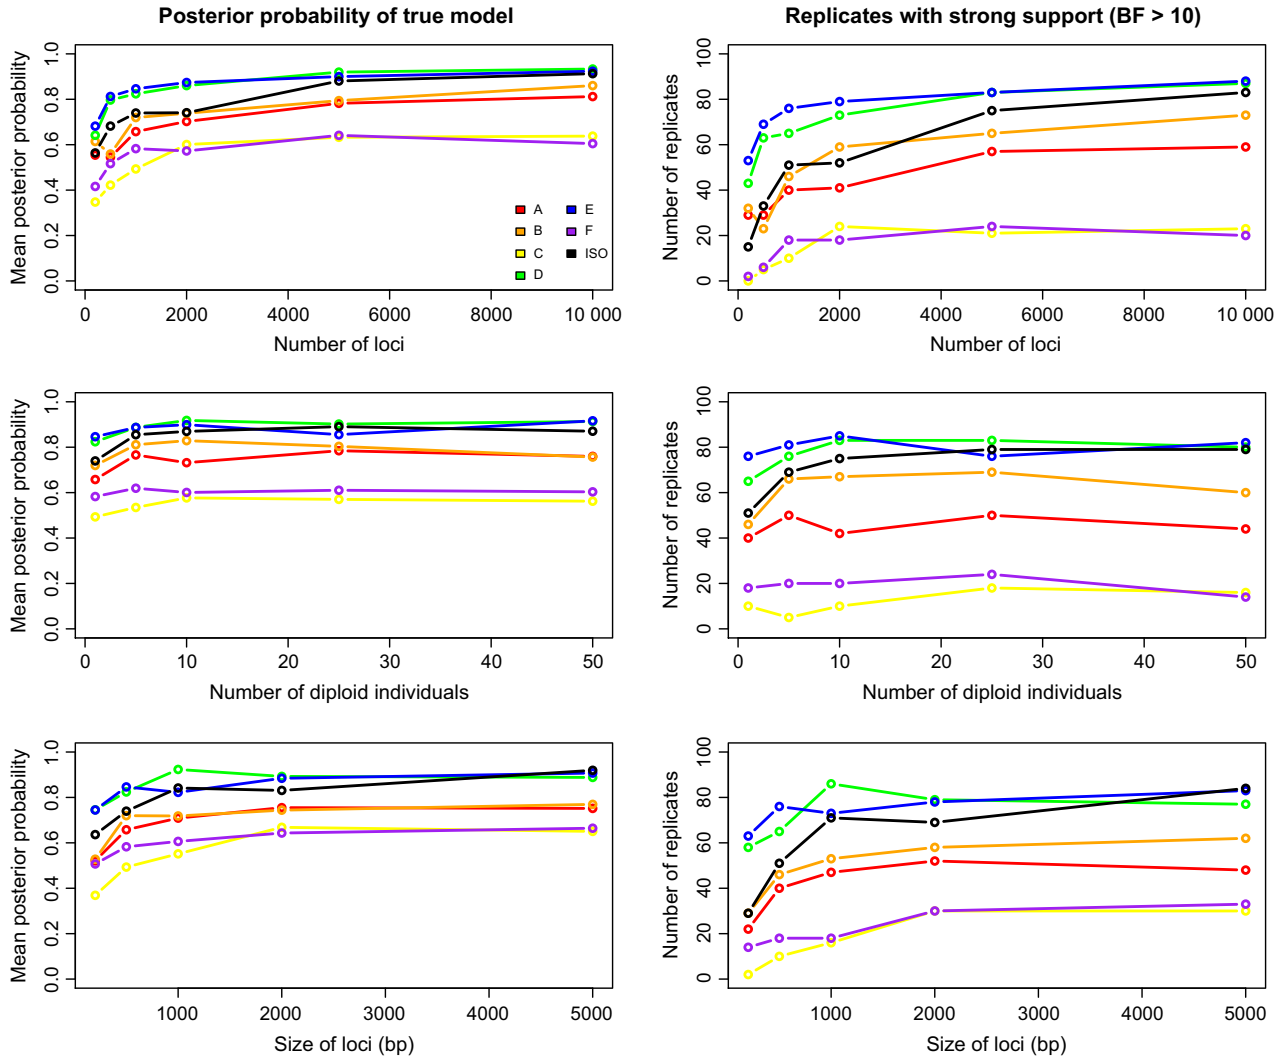 Posterior probability of true model
Replicates with strong support (BF > 10)
Mean posterior probability
0.0 0.2 0.4 0.6 0.8 1.0
A
B
C
D
E
F
ISO
0 2000 4000 6000 8000 10 000
Number of loci
Number of replicates
0 20 40 60 80 100
0 2000 4000 6000 8000 10 000
Number of loci
Mean posterior probability
0.0 0.2 0.4 0.6 0.8 1.0
0 10 20 30 40 50
Number of diploid individuals
Number of replicates
0 20 40 60 80 100
0 10 20 30 40 50
Number of diploid individuals
Mean posterior probability
0.0 0.2 0.4 0.6 0.8 1.0
1000 2000 3000 4000 5000
Size of loci (bp)
Number of replicates
0 20 40 60 80 100
1000 2000 3000 4000 5000
Size of loci (bp)